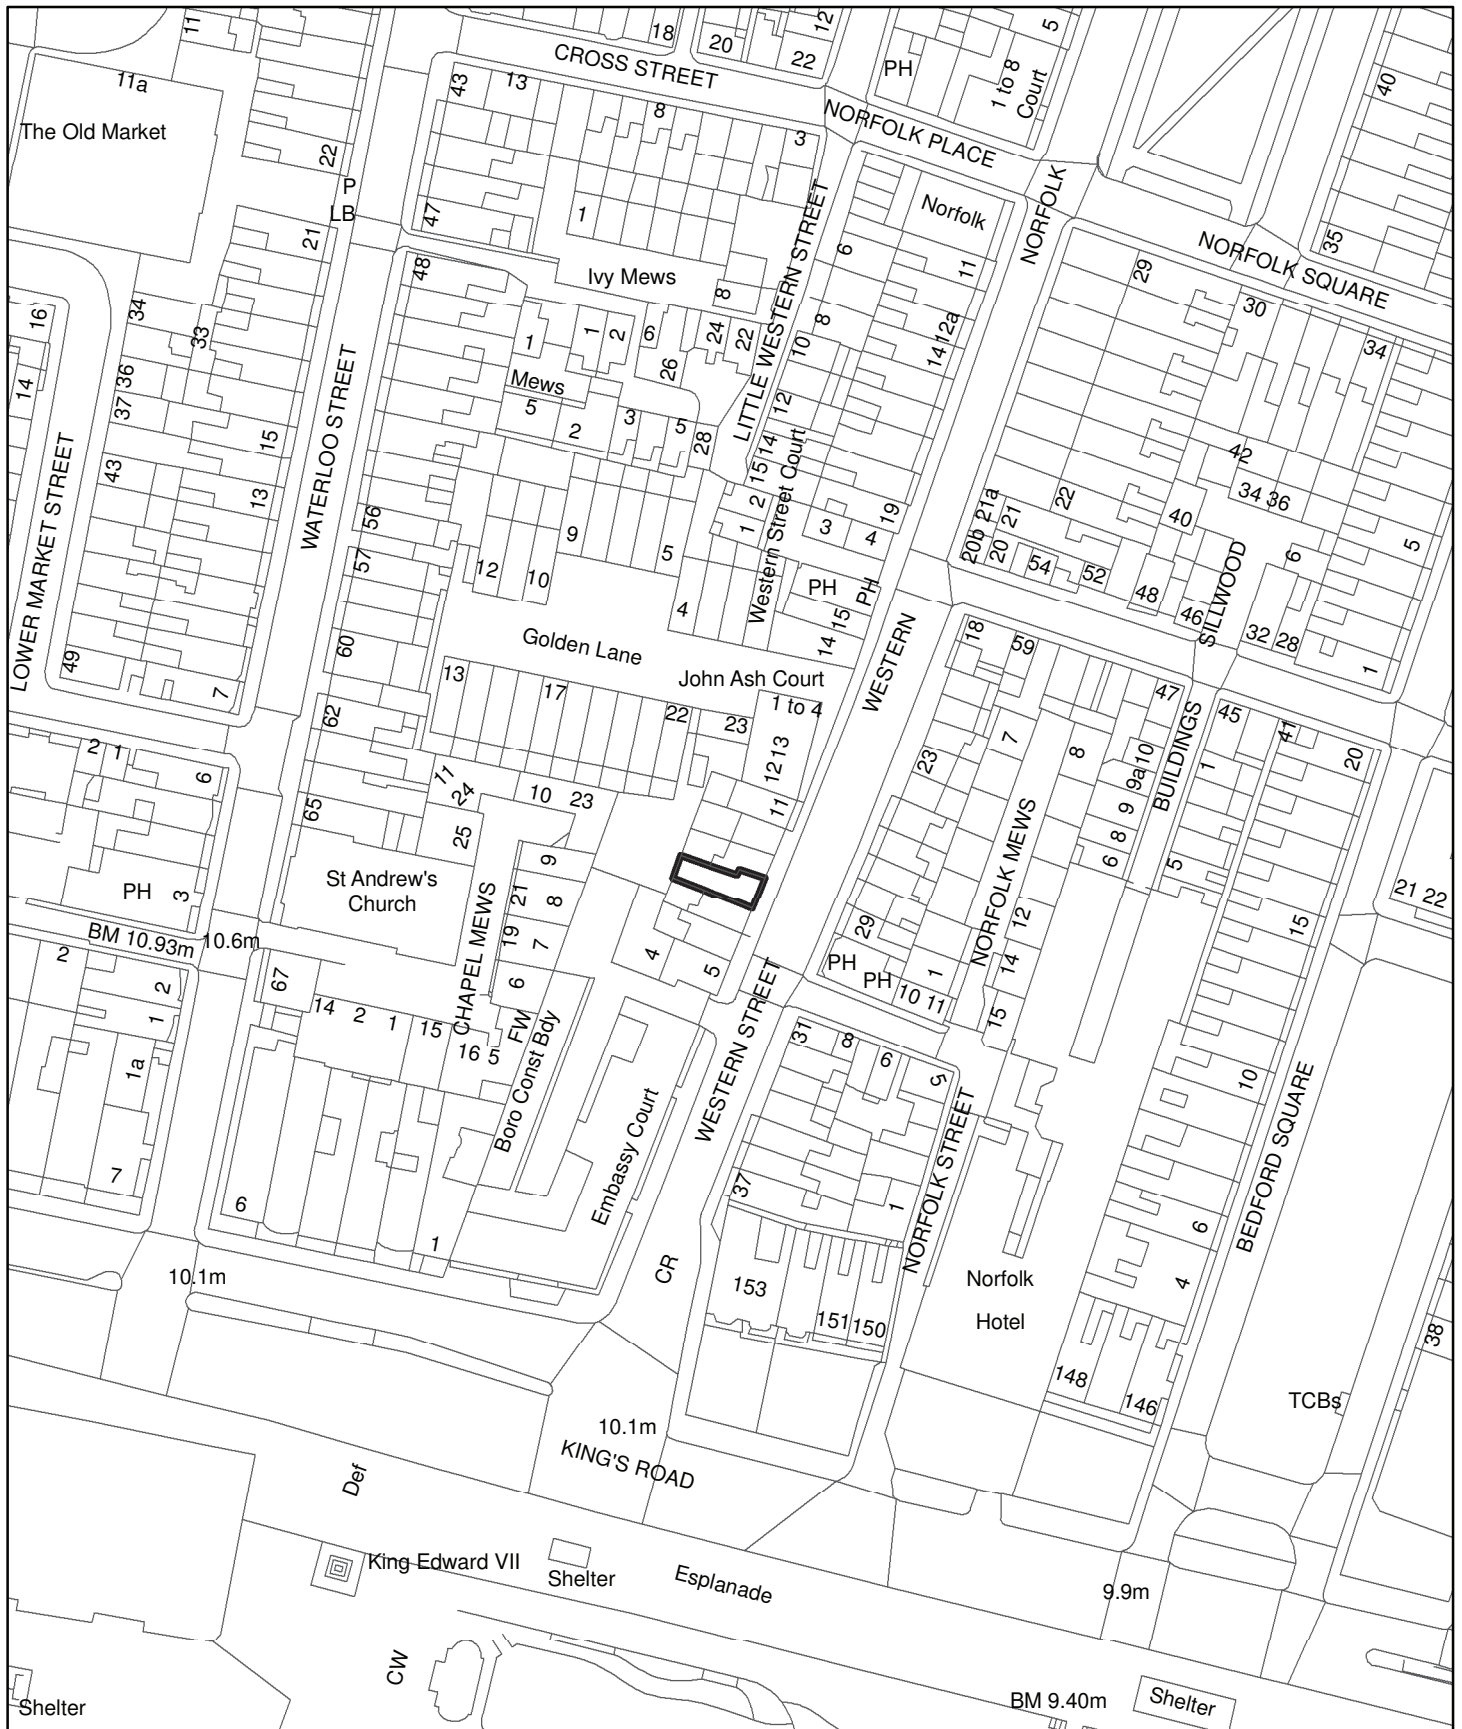 11
18
20
12
22
5
CROSS STREET
PH
1 to 8
Court
40
11a
43
13
8
3
The Old Market
22
NORFOLK PLACE
P
LB
47
1
21
LITTLE WESTERN STREET
6
Norfolk
11
NORFOLK
35
NORFOLK SQUARE
48
Ivy Mews
8
29
30
16
34
33
1
1
2
6
24
22
8
10
12a
14
34
14
36
37
Mews
26
5
2
3
5
28
12
15
43
13
WATERLOO STREET
LOWER MARKET STREET
14
15
2
1
Western Street Court
42
34 36
22
21a
21
40
56
57
9
5
3
4
19
20b
20
54
52
48
46
SILLWOOD
6
5
12
10
PH
PH
4
15
14
32
28
1
60
Golden Lane
49
7
13
17
John Ash Court
1 to 4
WESTERN
18
59
47
45
41
20
62
22
23
13
12
7
8
10
9a
BUILDINGS
1
2
1
6
11
24
10
23
11
23
9
8
6
65
25
9
NORFOLK MEWS
5
PH
3
St Andrew's
Church
21
8
12
21 22
15
BM 10.93m
10.6m
CHAPEL MEWS
19
7
4
5
29
PH
PH
1
10 11
14
2
2
67
6
15
1
14
2
1
15
16
5
FW
Boro Const Bdy
WESTERN STREET
31
8
6
5
1a
10
BEDFORD SQUARE
Embassy Court
NORFOLK STREET
7
6
37
1
6
1
10.1m
CR
153
151
150
Norfolk
Hotel
4
38
148
146
TCBs
10.1m
KING'S ROAD
Def
King Edward VII
Shelter
Esplanade
9.9m
CW
Shelter
BM 9.40m
Shelter